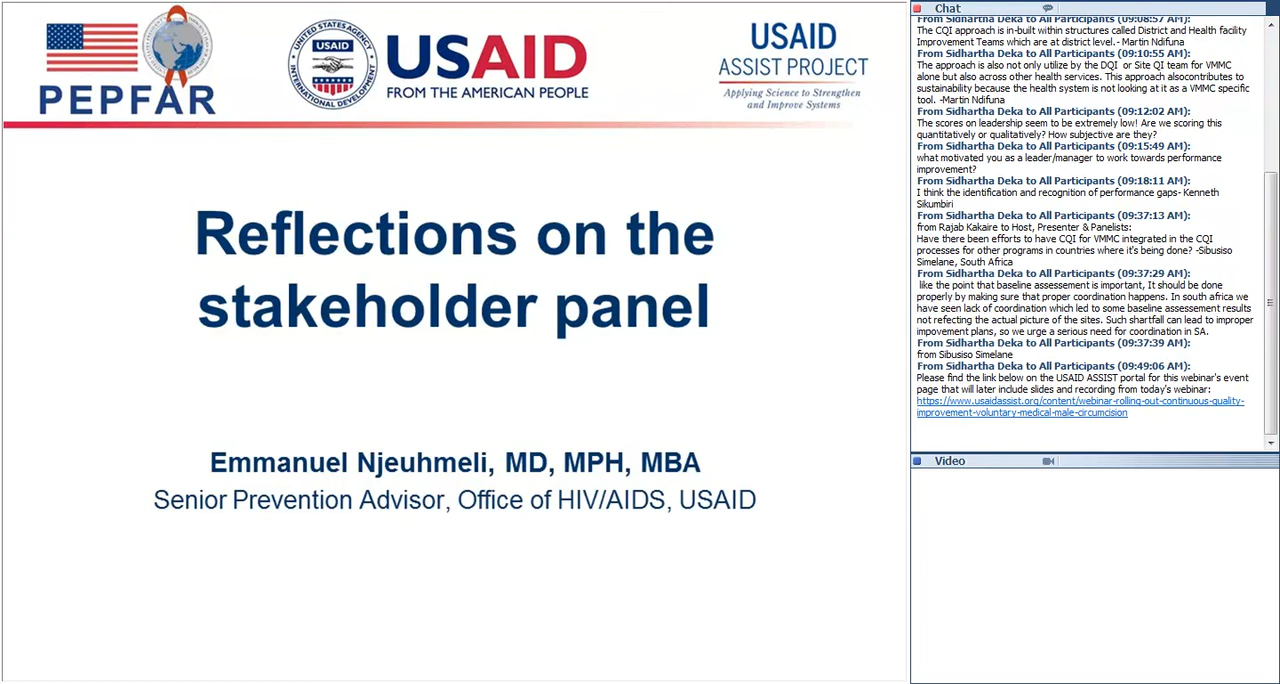 PEPFAR
UNITED STATES AGENCY
USAID
INTERNATIONAL DEVELOPMENT
USAID
FROM THE AMERICAN PEOPLE
USAID
ASSIST PROJECT
Applying Science to Strengthen
and Improve Systems
Reflections on the
stakeholder panel
Emmanuel Njeuhmeli, MD, MPH, MBA
Senior Prevention Advisor, Office of HIV/AIDS, USAID
Chat
From Sidhartha Deka to All Participants (09:08:57 AM):
The CQI approach is in-built within structures called District and Health facility
Improvement Teams which are at district level.- Martin Ndifuna
From Sidhartha Deka to All Participants (09:10:55 AM):
The approach is also not only utilize by the DQI or Site QI team for VMMC
alone but also across other health services. This approach alsocontributes to
sustainability because the health system is not looking at it as a VMMC specific
tool. -Martin Ndifuna
From Sidhartha Deka to All Participants (09:12:02 AM):
The scores on leadership seem to be extremely low! Are we scoring this
quantitatively or qualitatively? How subjective are they?
From Sidhartha Deka to All Participants (09:15:49 AM):
what motivated you as a leader/manager to work towards performance
improvement?
From Sidhartha Deka to All Participants (09:18:11 AM):
I think the identification and recognition of performance gaps- Kenneth
Sikumbiri
From Sidhartha Deka to All Participants (09:37:13 AM):
from Rajab Kakaire to Host, Presenter & Panelists:
Have there been efforts to have CQI for VMMC integrated in the CQI
processes for other programs in countries where it's being done? -Sibusiso
Simelane, South Africa
From Sidhartha Deka to All Participants (09:37:29 AM):
like the point that baseline assessment is important, It should be done
properly by making sure that proper coordination happens. In south africa we
have seen lack of coordination which led to some baseline assessement results
not refecting the actual picture of the sites. Such shartfall can lead to improper
impovement plans, so we urge a serious need for coordination in SA.
From Sidhartha Deka to All Participants (09:37:39 AM):
from Sibusiso Simelane
From Sidhartha Deka to All Participants (09:49:06 AM):
Please find the link below on the USAID ASSIST portal for this webinar's event
page that will later include slides and recording from today's webinar:
https://www.usaidassist.org/content/webinar-rolling-out-continuous-quality-
improvement-voluntary-medical-male-circumcision
Video